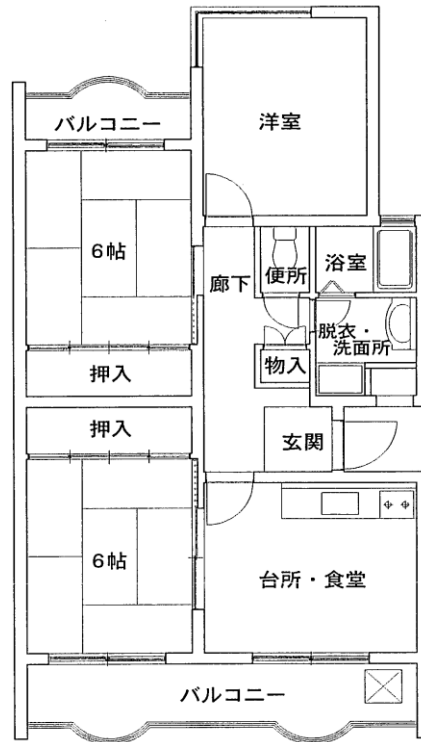 バルコニー
洋室
6帖
廊下
便所
浴室
脱衣・
洗面所
物入
押入
押入
玄関
6帖
台所・食堂
バルコニー